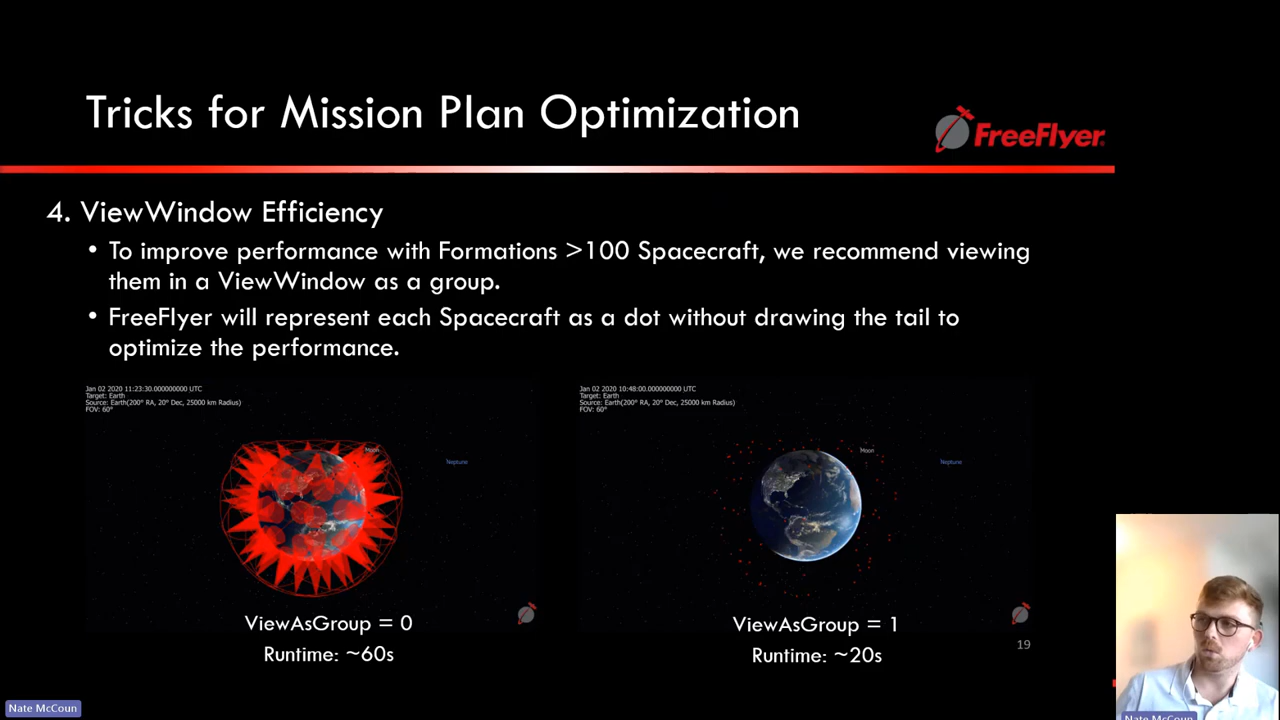 Tricks for Mission Plan Optimization
FreeFlyer
4. ViewWindow Efficiency
• To improve performance with Formations >100 Spacecraft, we recommend viewing
them in a ViewWindow as a group.
• FreeFlyer will represent each Spacecraft as a dot without drawing the tail to
optimize the performance.
Jan 02 2020 11:23:30.000000000 UTC
Target: Earth
Source: Earth(200° RA, 20° Dec, 25000 km Radius)
FOV: 60°
Moon
Neptune
ViewAsGroup = 0
Runtime: ~60s
Jan 02 2020 10:48:00.000000000 UTC
Target: Earth
Source: Earth(200° RA, 20° Dec, 25000 km Radius)
FOV: 60°
Moon
Neptune
ViewAsGroup = 1
Runtime: ~20s
19
Nate McCoun
Nate McCoun